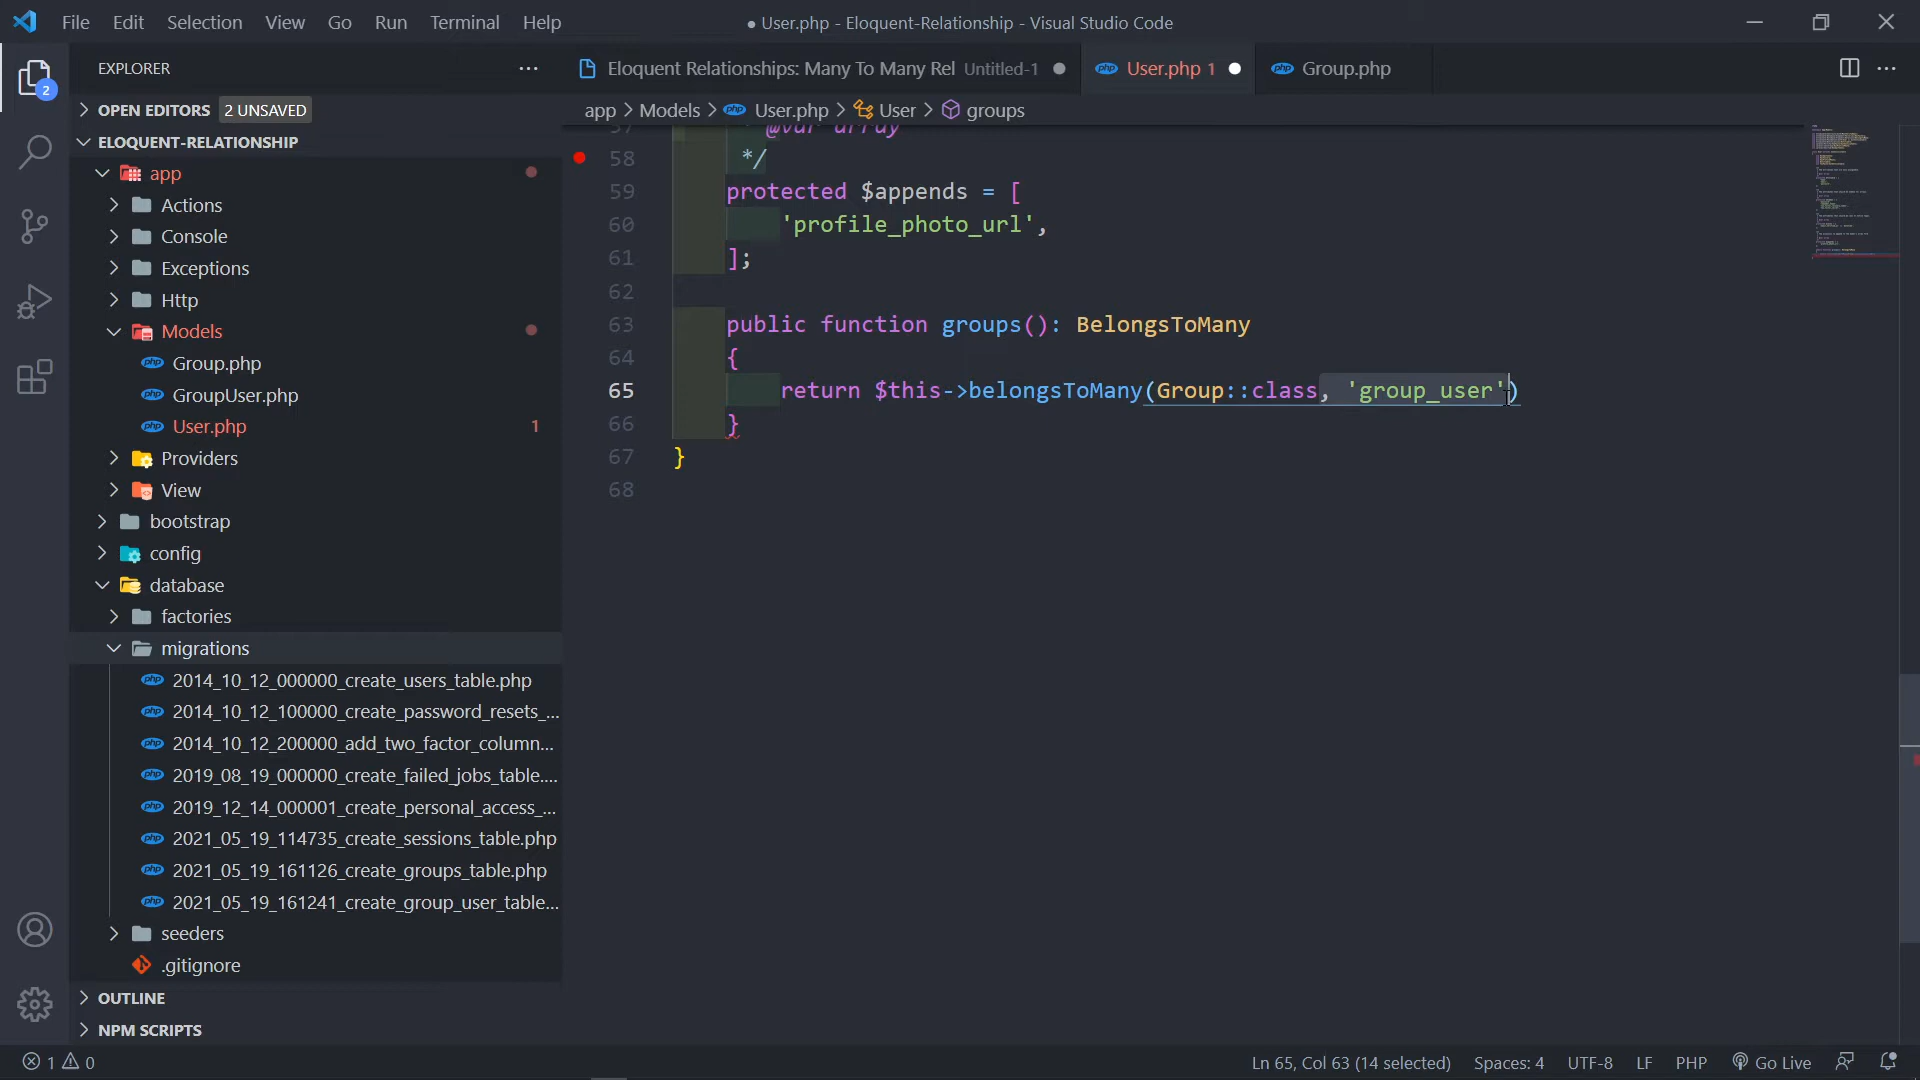 File Edit Selection View Go Run Terminal Help
● User.php - Eloquent-Relationship - Visual Studio Code
EXPLORER
2
OPEN EDITORS 2 UNSAVED
ELOQUENT-RELATIONSHIP
app
Actions
Console
Exceptions
Http
Models
Group.php
GroupUser.php
User.php 1
Providers
View
bootstrap
config
database
factories
migrations
2014_10_12_000000_create_users_table.php
2014_10_12_100000_create_password_resets_...
2014_10_12_200000_add_two_factor_column...
2019_08_19_000000_create_failed_jobs_table....
2019_12_14_000001_create_personal_access_...
2021_05_19_114735_create_sessions_table.php
2021_05_19_161126_create_groups_table.php
2021_05_19_161241_create_group_user_table...
seeders
.gitignore
OUTLINE
NPM SCRIPTS
Eloquent Relationships: Many To Many Rel Untitled-1 ● User.php 1 ● Group.php
app > Models > User.php > User > groups
57 * @var array
58 */
59 protected $appends = [
60 'profile_photo_url',
61 ];
62
63 public function groups(): BelongsToMany
64 {
65 return $this->belongsToMany(Group::class, 'group_user')
66 }
67 }
68
1 0 Ln 65, Col 63 (14 selected) Spaces: 4 UTF-8 LF PHP Go Live